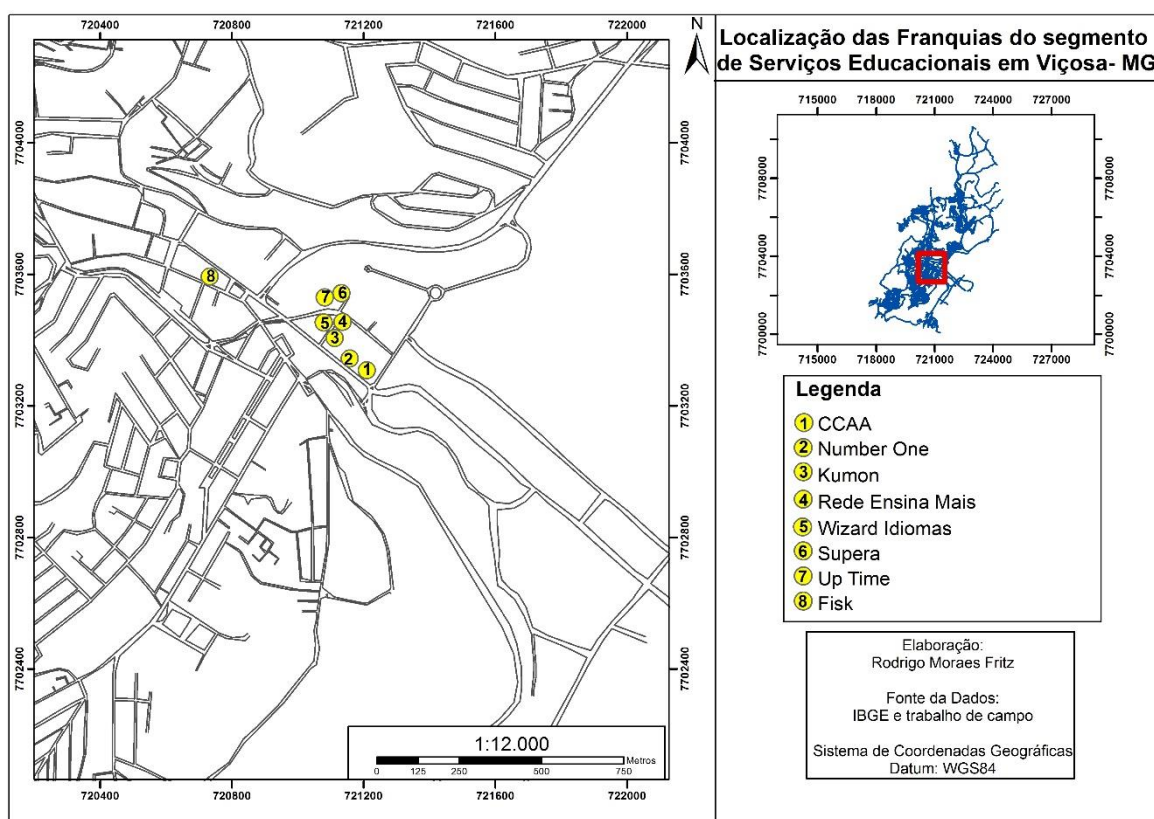 720400 720800 721200 721600 722000
N
7704000 7704000
7703600 7703600
7703200 7703200
7702800 7702800
7702400 7702400
8
7 6
5 4
3
2
1
1:12.000
0 125 250 500 750
Metros
720400 720800 721200 721600 722000
Localização das Franquias do segmento
de Serviços Educacionais em Viçosa- MG
715000 718000 721000 724000 727000
7708000 7708000
7704000 7704000
7700000 7700000
715000 718000 721000 724000 727000
Legenda
1 CCAA
2 Number One
3 Kumon
4 Rede Ensina Mais
5 Wizard Idiomas
6 Supera
7 Up Time
8 Fisk
Elaboração:
Rodrigo Moraes Fritz
Fonte da Dados:
IBGE e trabalho de campo
Sistema de Coordenadas Geográficas
Datum: WGS84